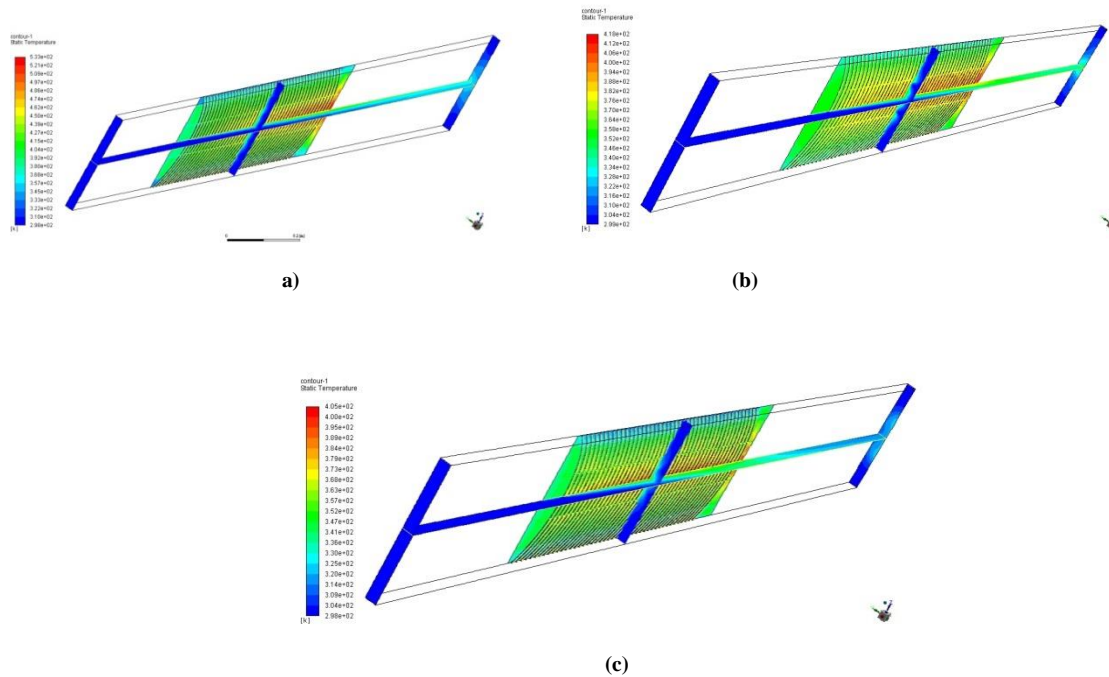 contour-1
Static Temperature
5.33e+02
5.21e+02
5.09e+02
4.97e+02
4.86e+02
4.74e+02
4.62e+02
4.50e+02
4.39e+02
4.27e+02
4.15e+02
4.04e+02
3.92e+02
3.80e+02
3.68e+02
3.57e+02
3.45e+02
3.33e+02
3.22e+02
3.10e+02
2.98e+02
[k]
0
a)
contour-1
Static Temperature
4.18e+02
4.12e+02
4.06e+02
4.00e+02
3.94e+02
3.88e+02
3.82e+02
3.76e+02
3.70e+02
3.64e+02
3.58e+02
3.52e+02
3.46e+02
3.40e+02
3.34e+02
3.28e+02
3.22e+02
3.16e+02
3.10e+02
3.04e+02
2.99e+02
[k]
(b)
contour-1
Static Temperature
4.05e+02
4.00e+02
3.95e+02
3.89e+02
3.84e+02
3.79e+02
3.73e+02
3.68e+02
3.63e+02
3.57e+02
3.52e+02
3.47e+02
3.41e+02
3.36e+02
3.30e+02
3.25e+02
3.20e+02
3.14e+02
3.09e+02
3.04e+02
2.98e+02
[k]
(c)